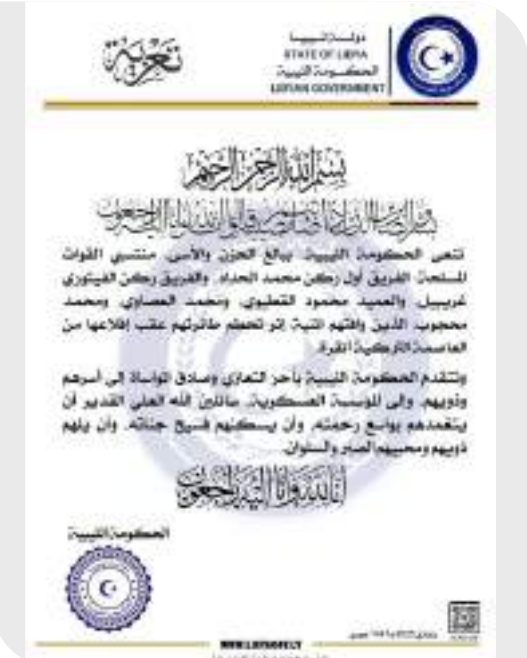 تعزية
دولة ليبيا
STATE OF LIBYA
الحكومة الليبية
LIBYAN GOVERNMENT
بسم الله الرحمن الرحيم
وبشر الصابرين الذين إذا أصابتهم مصيبة قالوا إنا لله وإنا إليه راجعون
تنعى الحكومة الليبية، ببالغ الحزن والأسى، منتسبي القوات
المسلحة الفريق أول ركن محمد الحداد، والفريق ركن الفيتوري
غريبيل، والعميد محمود القطيوي، ومحمد العصاوي، ومحمد
محجوب، الذين وافتهم المنية إثر تحطم طائرتهم عقب إقلاعها من
العاصمة التركية أنقرة.
وتتقدم الحكومة الليبية بأحر التعازي وصادق المواساة إلى أسرهم
وذويهم، وإلى المؤسسة العسكورية، سائلين الله العلي القدير أن
يتغمدهم بواسع رحمته، وأن يسكنهم فسيح جناته، وأن يلهم
ذويهم ومحبيهم الصبر والسلوان.
إنا لله وإنا إليه راجعون
الحكومة الليبية